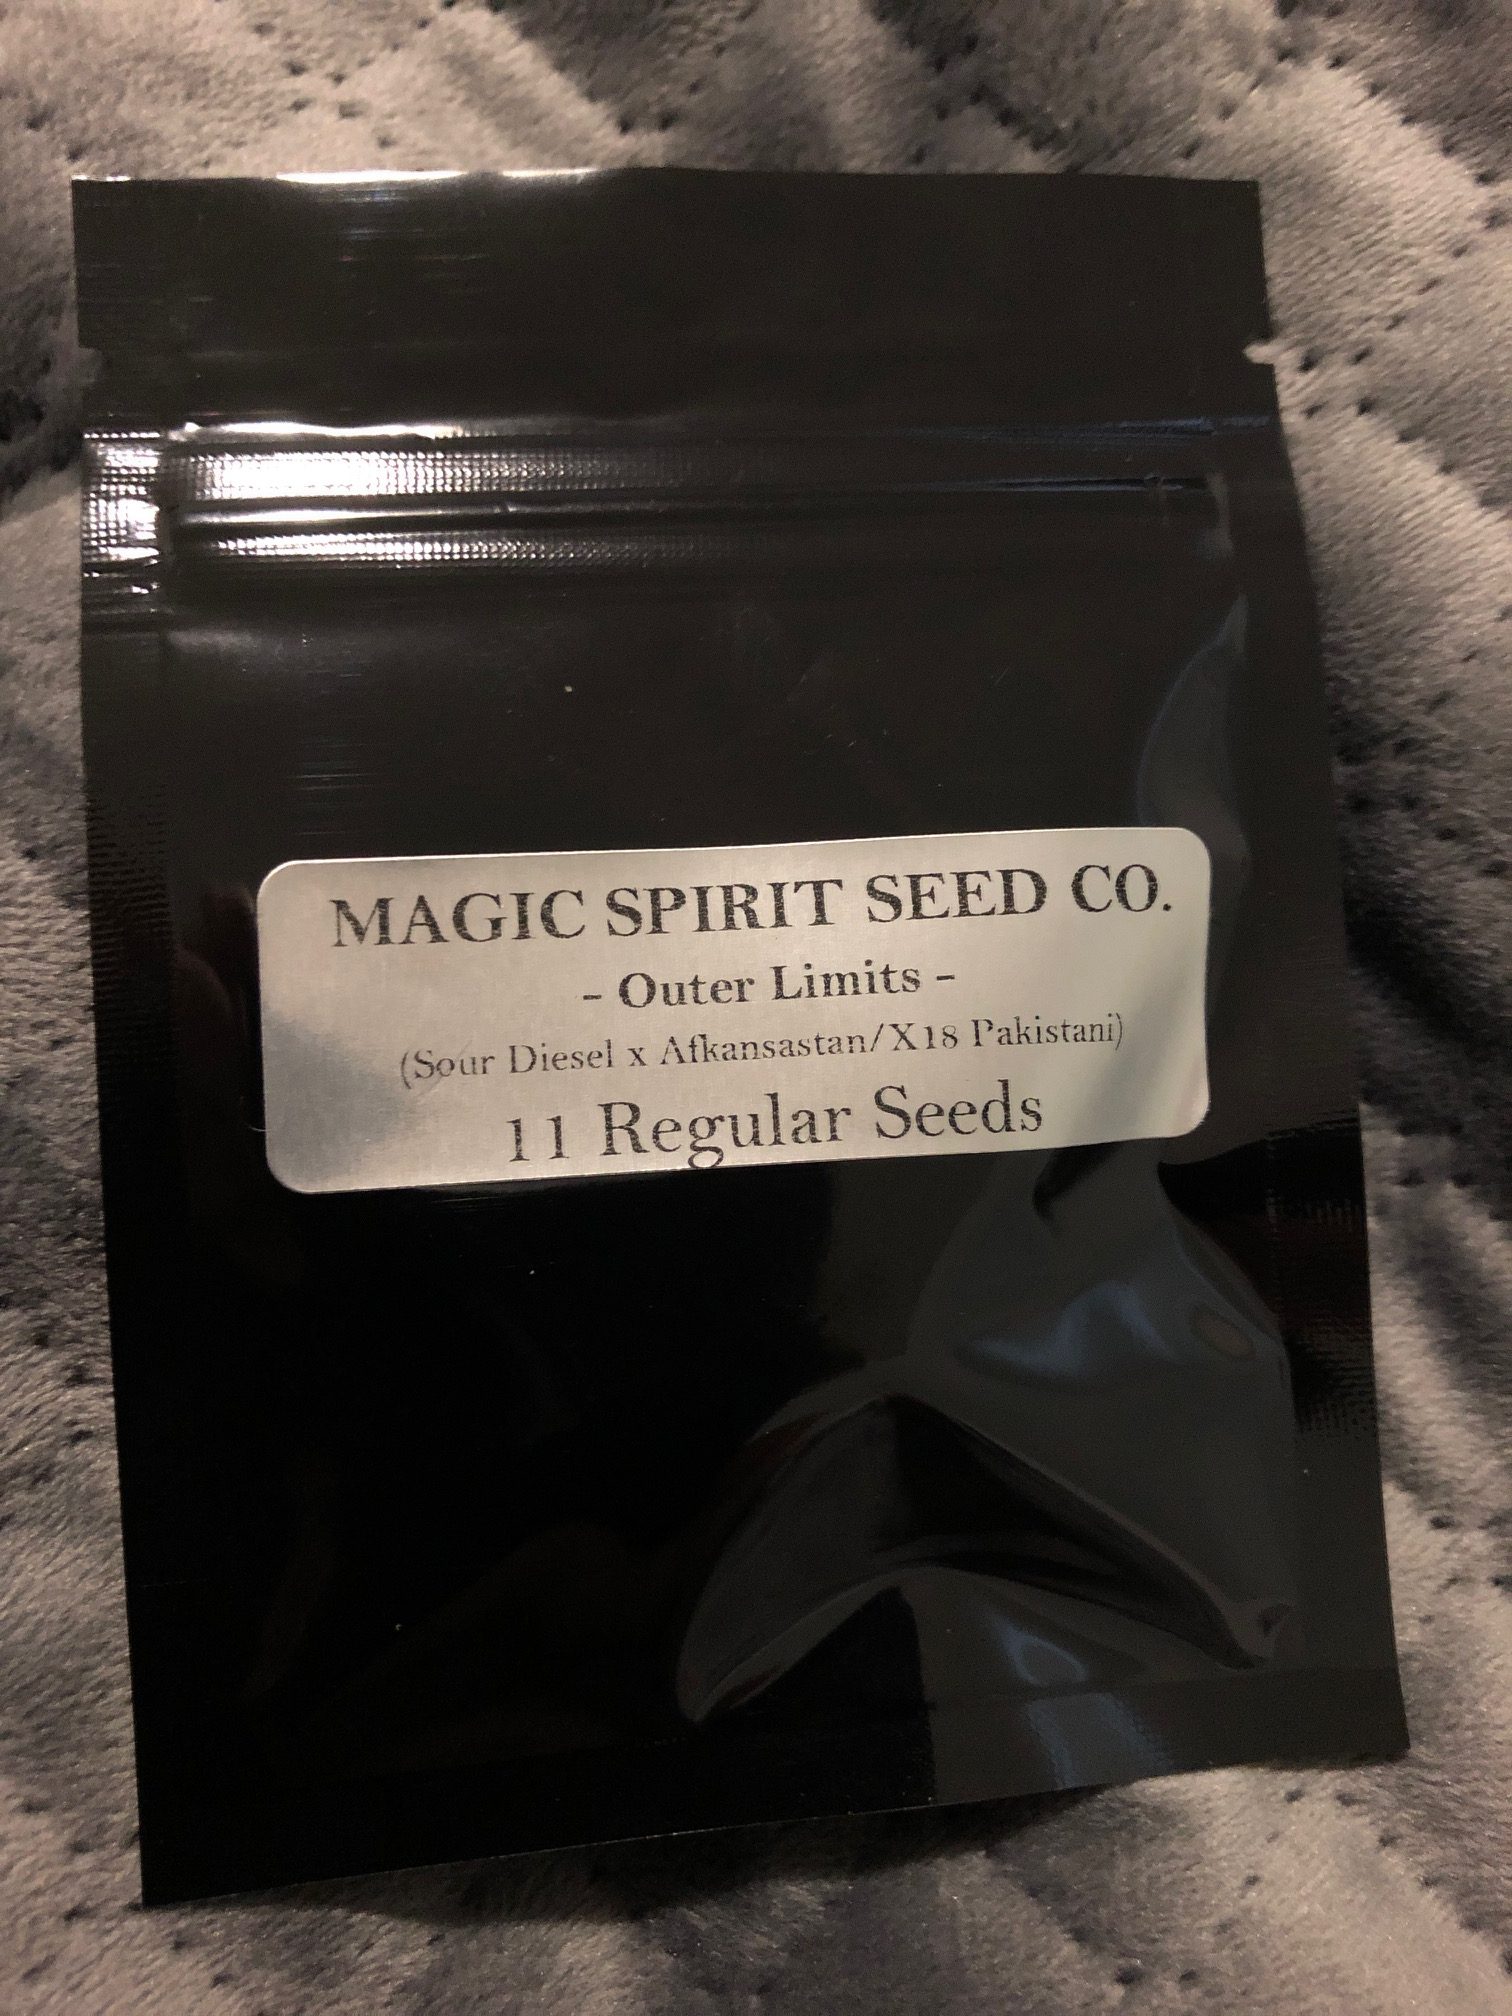 MAGIC SPIRIT SEED CO.
- Outer Limits -
(Sour Diesel x Afkansastan/X18 Pakistani)
11 Regular Seeds